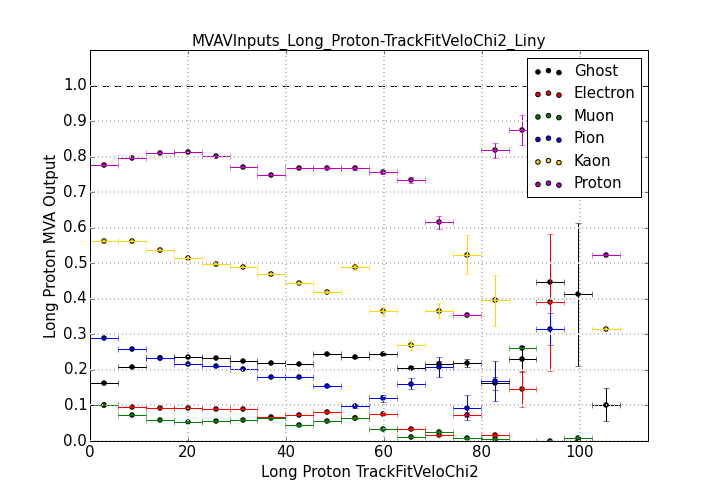 MVAVInputs_Long_Proton-TrackFitVeloChi2_Liny
Long Proton MVA Output
1.0
0.9
0.8
0.7
0.6
0.5
0.4
0.3
0.2
0.1
0.0
Ghost
Electron
Muon
Pion
Kaon
Proton
0 20 40 60 80 100
Long Proton TrackFitVeloChi2